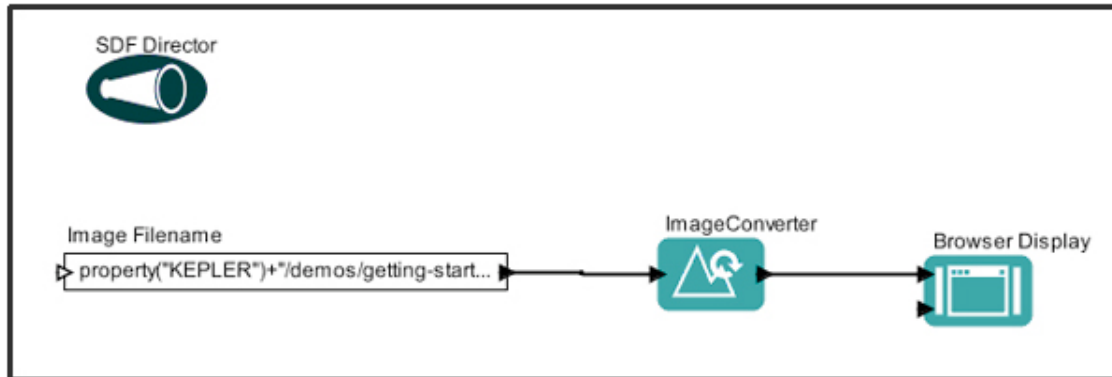 SDF Director
Image Filename
property("KEPLER")+"/demos/getting-start...
ImageConverter
Browser Display